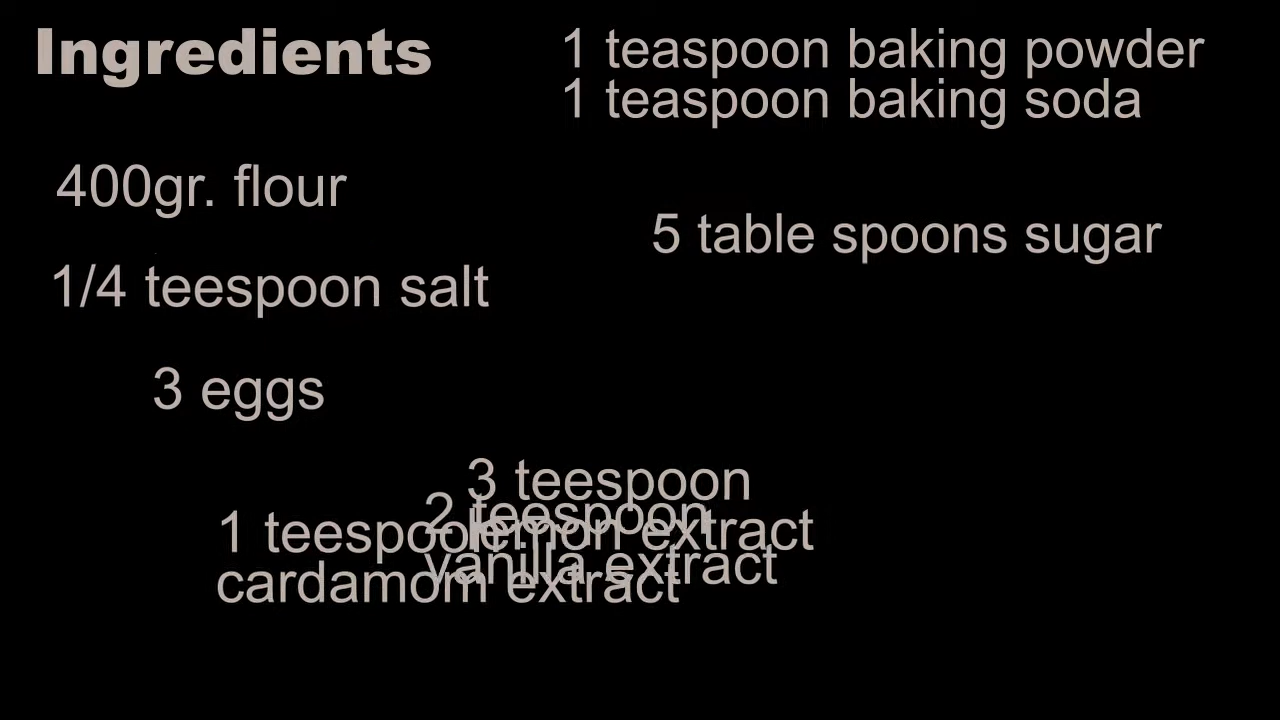 Ingredients
1 teaspoon baking powder
1 teaspoon baking soda
400gr. flour
5 table spoons sugar
1/4 teespoon salt
3 eggs
3 teespoon
lemon extract
2 teespoon
vanilla extract
1 teespoon
cardamom extract